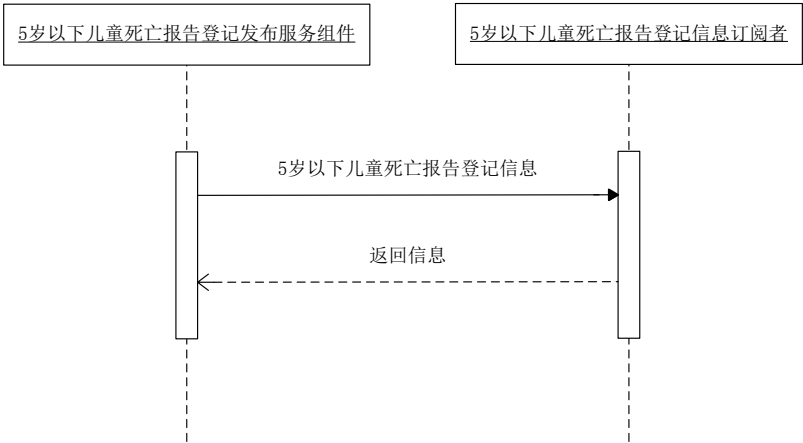 5岁以下儿童死亡报告登记发布服务组件
5岁以下儿童死亡报告登记信息订阅者
5岁以下儿童死亡报告登记信息
返回信息